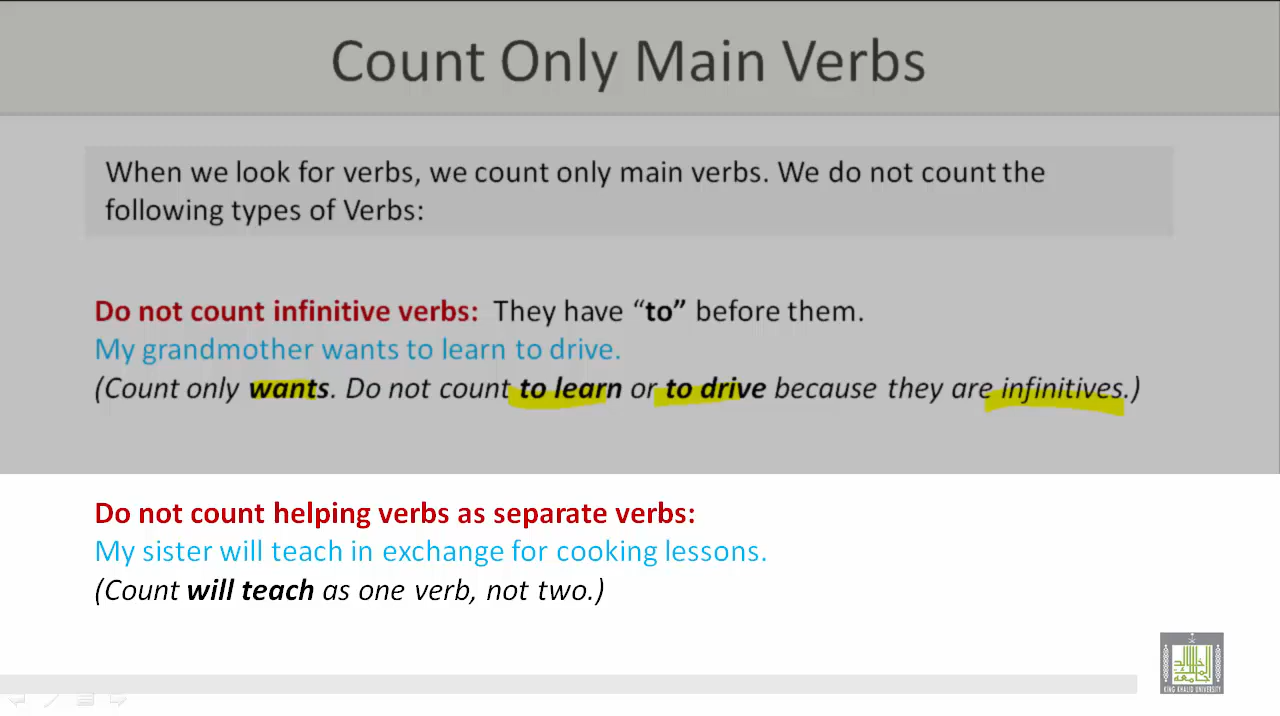 Count Only Main Verbs
When we look for verbs, we count only main verbs. We do not count the
following types of Verbs:
Do not count infinitive verbs: They have “to” before them.
My grandmother wants to learn to drive.
(Count only wants. Do not count to learn or to drive because they are infinitives.)
Do not count helping verbs as separate verbs:
My sister will teach in exchange for cooking lessons.
(Count will teach as one verb, not two.)
KING KHALID UNIVERSITY